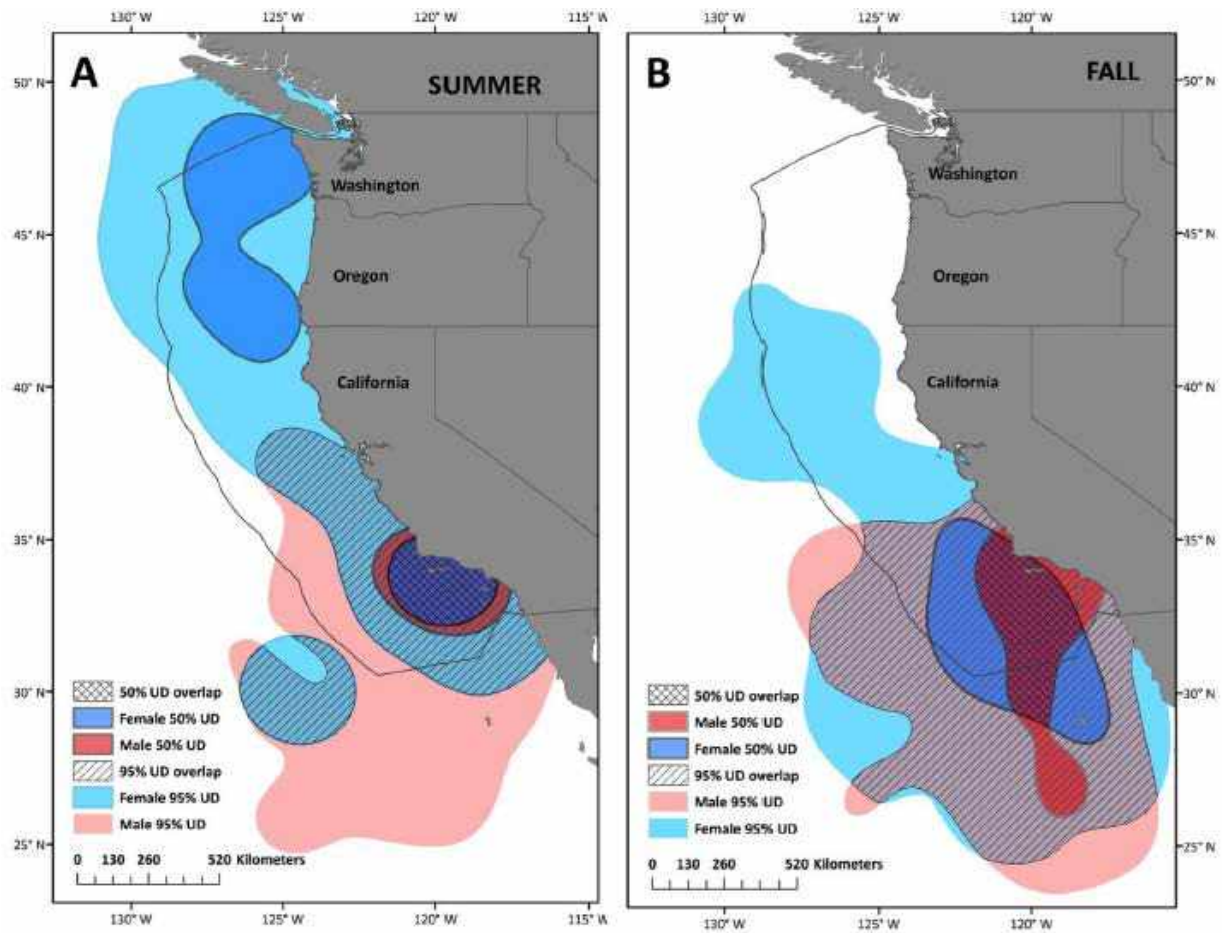 130° W 125° W 120° W 115° W
A
SUMMER
50° N
45° N
40° N
35° N
30° N
25° N
Washington
Oregon
California
50% UD overlap
Female 50% UD
Male 50% UD
95% UD overlap
Female 95% UD
Male 95% UD
0 130 260 520 Kilometers
130° W 125° W 120° W 115° W
130° W 125° W 120° W
B
FALL
50° N
45° N
40° N
35° N
30° N
25° N
Washington
Oregon
California
50% UD overlap
Male 50% UD
Female 50% UD
95% UD overlap
Male 95% UD
Female 95% UD
0 130 260 520 Kilometers
130° W 125° W 120° W